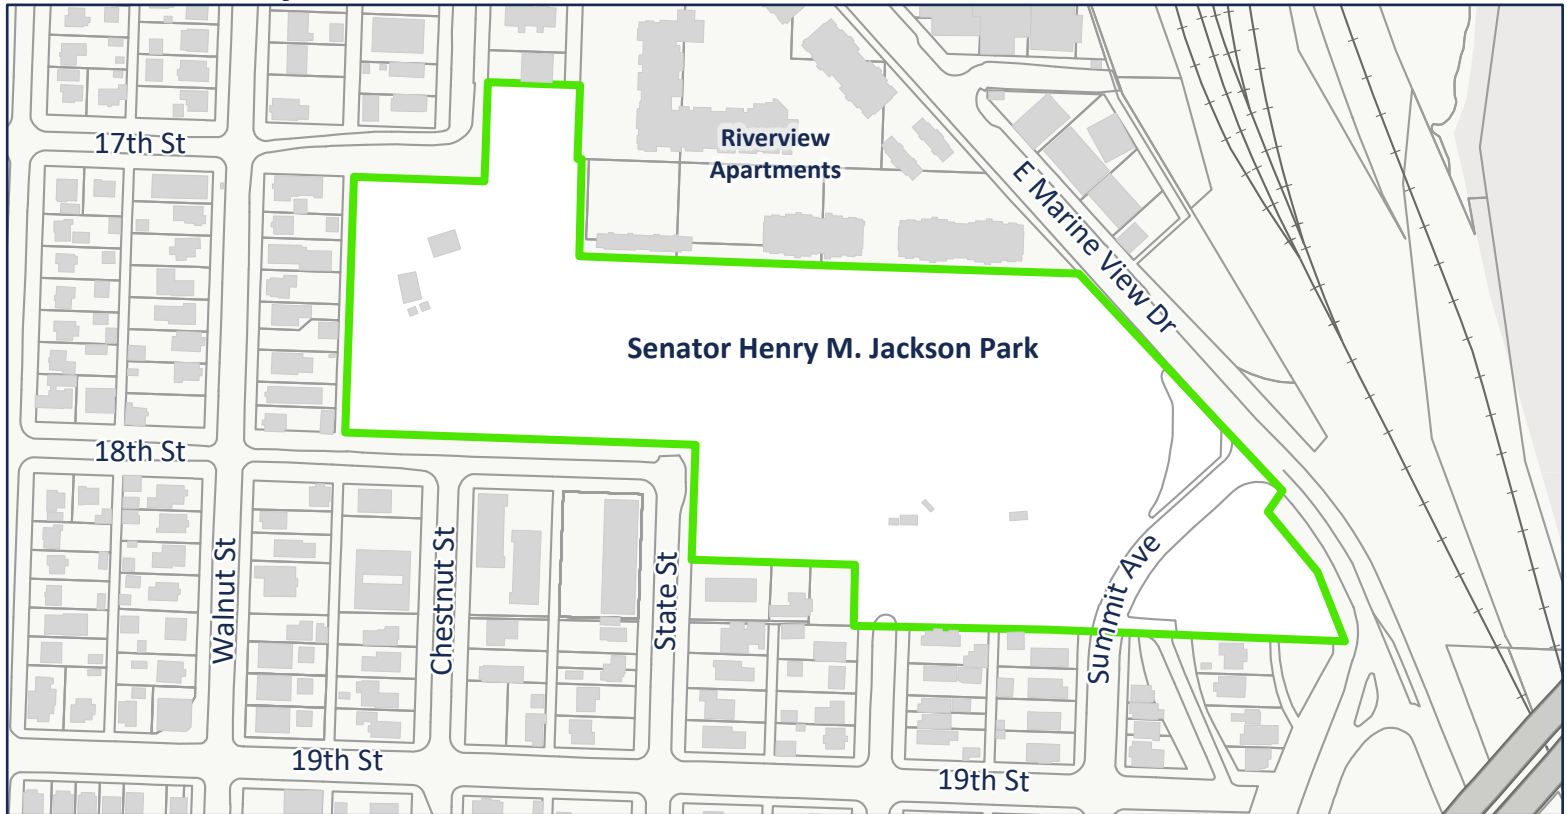 17th St
Riverview
Apartments
E Marine View Dr
Senator Henry M. Jackson Park
18th St
Walnut St
Chestnut St
State St
Summit Ave
19th St
19th St